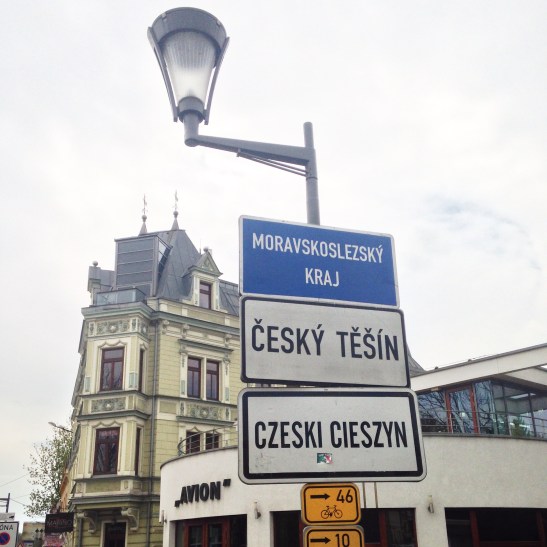 MORAVSKOSLEZSKÝ
KRAJ
ČESKÝ TĚŠÍN
CZESKI CIESZYN
„AVION"
46
10